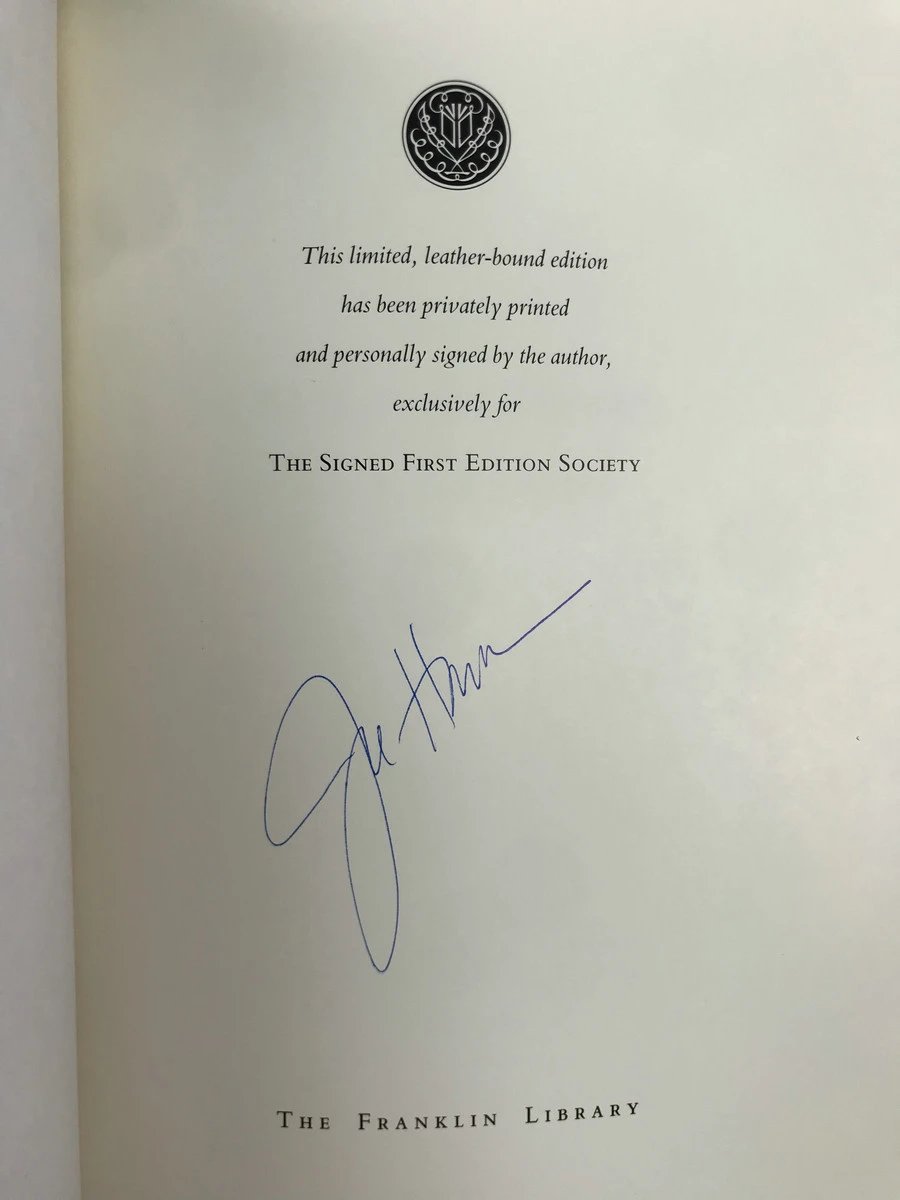 This limited, leather-bound edition
has been privately printed
and personally signed by the author,
exclusively for
THE SIGNED FIRST EDITION SOCIETY
THE FRANKLIN LIBRARY